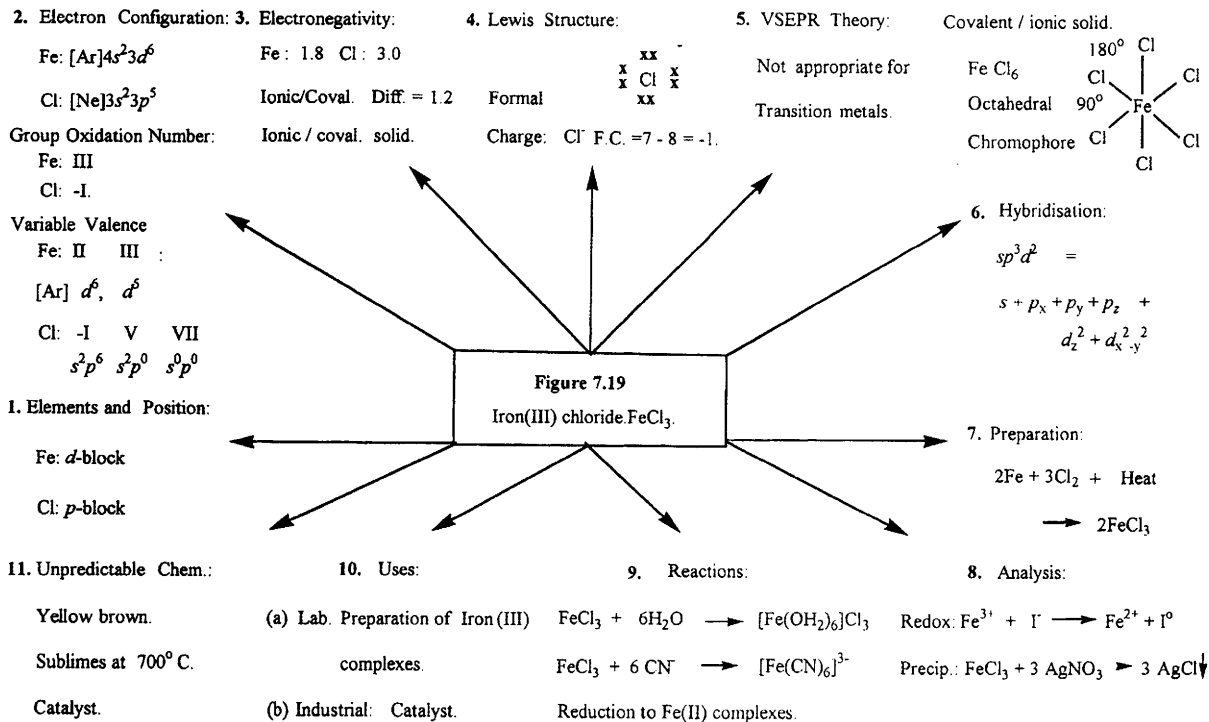 2. Electron Configuration:
Fe: [Ar]4s²3d⁶
Cl: [Ne]3s²3p⁵
Group Oxidation Number:
Fe: III
Cl: -I.
Variable Valence
Fe: II III :
[Ar] d⁶, d⁵
Cl: -I V VII
s²p⁶ s²p⁰ s⁰p⁰
3. Electronegativity:
Fe : 1.8 Cl : 3.0
Ionic/Coval. Diff. = 1.2
Ionic / coval. solid.
4. Lewis Structure:
xx -
x Cl x
x x
xx
Formal
Charge: Cl⁻ F.C. =7 - 8 = -1.
5. VSEPR Theory:
Not appropriate for
Transition metals.
Covalent / ionic solid.
Fe Cl₆
Octahedral
Chromophore
180° Cl
Cl Cl
90° Fe
Cl Cl
Cl
6. Hybridisation:
sp³d² =
s + pₓ + p_y + p_z +
d_z² + d_x²-y²
Figure 7.19
Iron(III) chloride.FeCl₃.
1. Elements and Position:
Fe: d-block
Cl: p-block
7. Preparation:
2Fe + 3Cl₂ + Heat
→ 2FeCl₃
11. Unpredictable Chem.:
Yellow brown.
Sublimes at 700° C.
Catalyst.
10. Uses:
(a) Lab. Preparation of Iron (III)
complexes.
(b) Industrial: Catalyst.
9. Reactions:
FeCl₃ + 6H₂O → [Fe(OH₂)₆]Cl₃
FeCl₃ + 6 CN⁻ → [Fe(CN)₆]³⁻
Reduction to Fe(II) complexes.
8. Analysis:
Redox: Fe³⁺ + I⁻ → Fe²⁺ + I⁰
Precip.: FeCl₃ + 3 AgNO₃ ➤ 3 AgCl↓